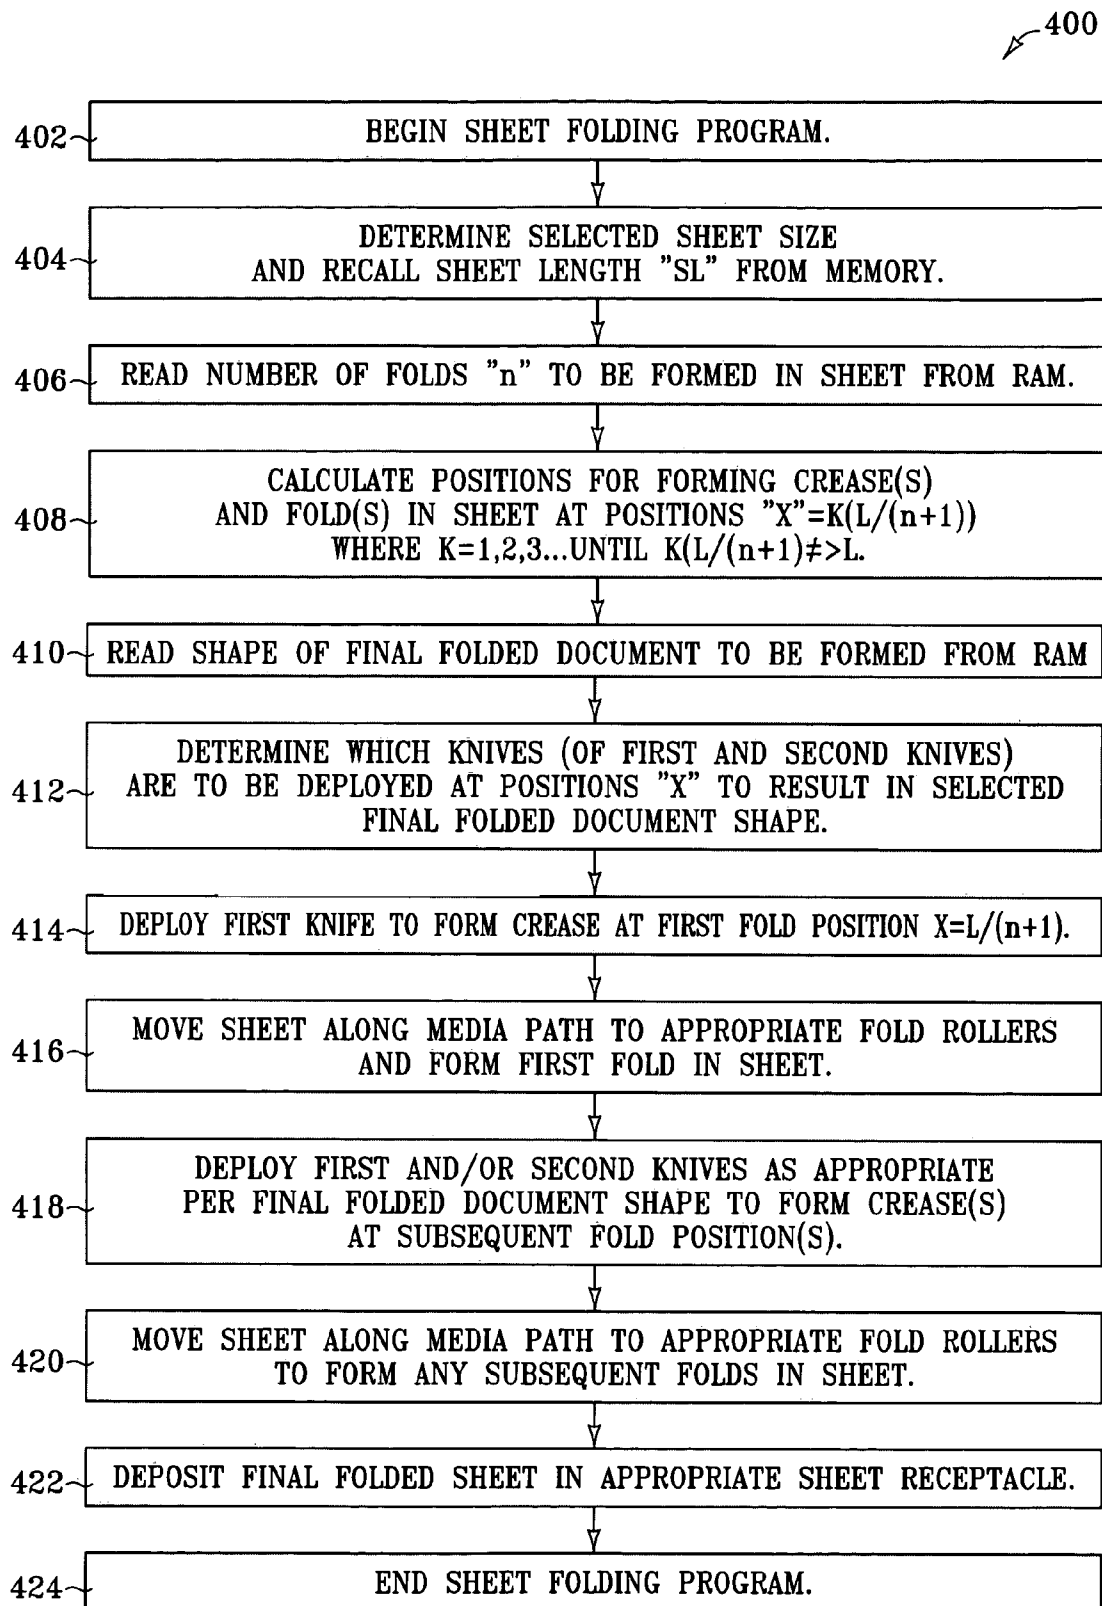 400
402
BEGIN SHEET FOLDING PROGRAM.
404
DETERMINE SELECTED SHEET SIZE
AND RECALL SHEET LENGTH "SL" FROM MEMORY.
406
READ NUMBER OF FOLDS "n" TO BE FORMED IN SHEET FROM RAM.
408
CALCULATE POSITIONS FOR FORMING CREASE(S)
AND FOLD(S) IN SHEET AT POSITIONS "X"=K(L/(n+1))
WHERE K=1,2,3...UNTIL K(L/(n+1)≠>L.
410
READ SHAPE OF FINAL FOLDED DOCUMENT TO BE FORMED FROM RAM
412
DETERMINE WHICH KNIVES (OF FIRST AND SECOND KNIVES)
ARE TO BE DEPLOYED AT POSITIONS "X" TO RESULT IN SELECTED
FINAL FOLDED DOCUMENT SHAPE.
414
DEPLOY FIRST KNIFE TO FORM CREASE AT FIRST FOLD POSITION X=L/(n+1).
416
MOVE SHEET ALONG MEDIA PATH TO APPROPRIATE FOLD ROLLERS
AND FORM FIRST FOLD IN SHEET.
418
DEPLOY FIRST AND/OR SECOND KNIVES AS APPROPRIATE
PER FINAL FOLDED DOCUMENT SHAPE TO FORM CREASE(S)
AT SUBSEQUENT FOLD POSITION(S).
420
MOVE SHEET ALONG MEDIA PATH TO APPROPRIATE FOLD ROLLERS
TO FORM ANY SUBSEQUENT FOLDS IN SHEET.
422
DEPOSIT FINAL FOLDED SHEET IN APPROPRIATE SHEET RECEPTACLE.
424
END SHEET FOLDING PROGRAM.